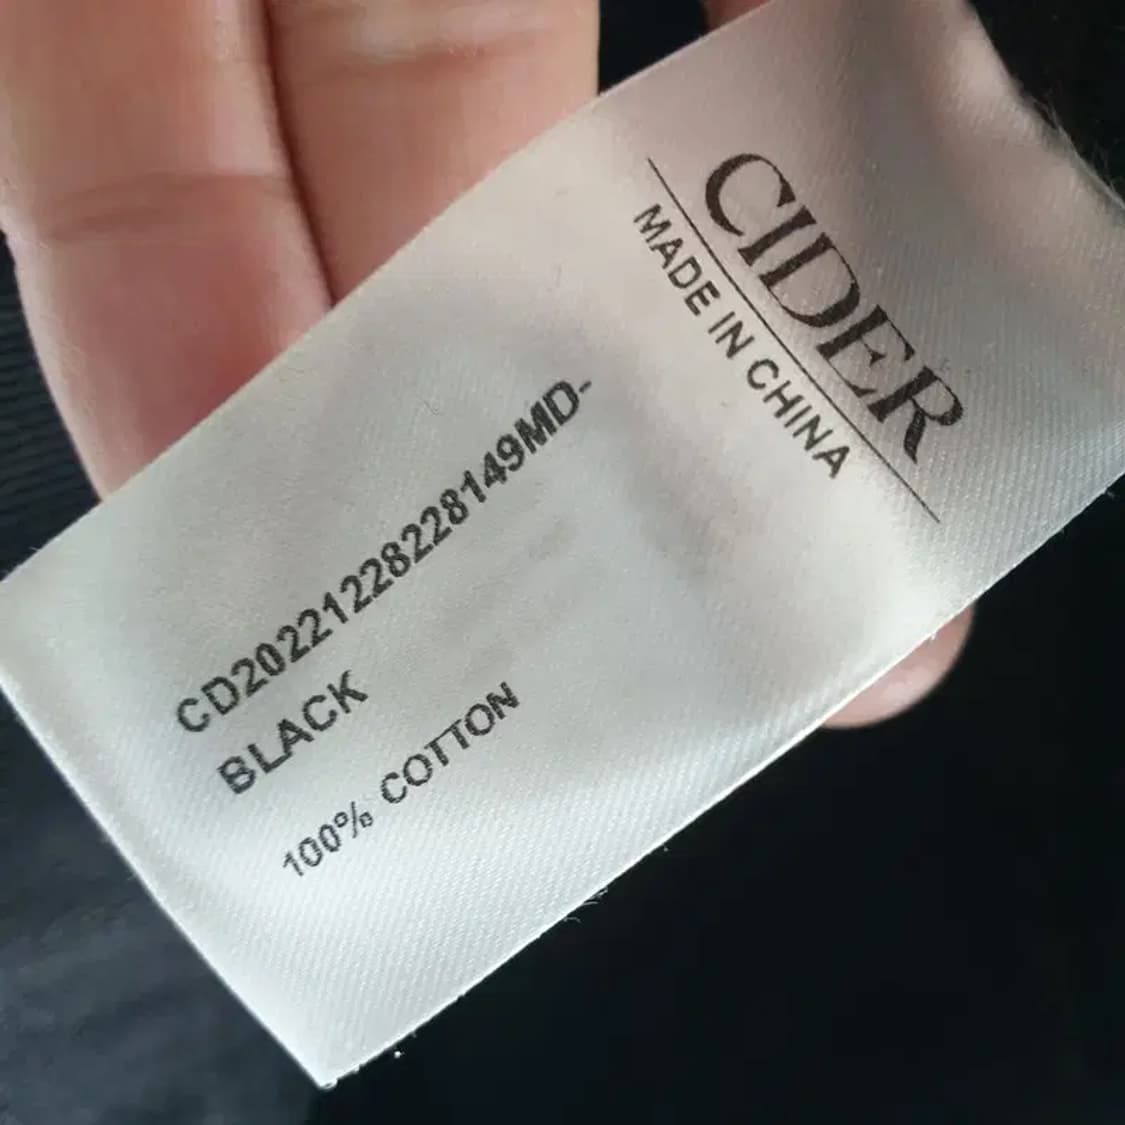 CIDER
MADE IN CHINA
CD20221228228149MD-
BLACK
100% COTTON